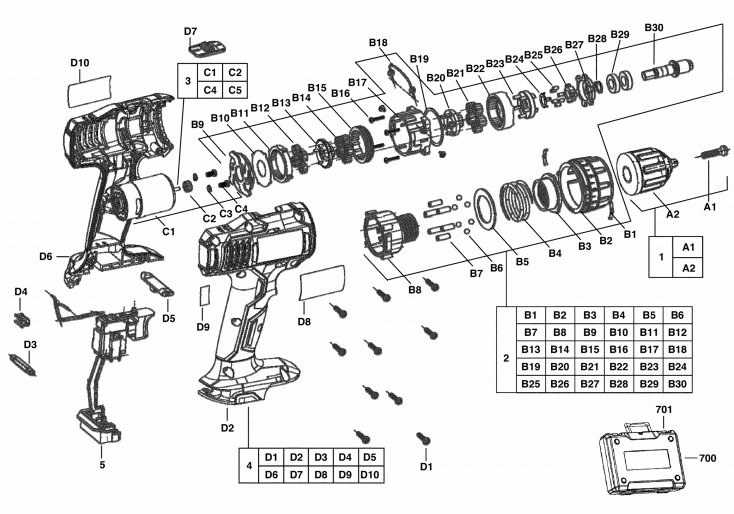 D7
D10
3 C1 C2
C4 C5
B18
B19
B20
B21
B22
B23
B24
B25
B26
B27
B28
B29
B30
B17
B16
B15
B14
B13
B12
B11
B10
B9
C1
C2
C3
C4
D6
D5
D4
D3
D9
D8
D2
5
D1
B8
B7
B6
B5
B4
B3
B2
B1
A2
A1
1 A1
A2
2
B1 B2 B3 B4 B5 B6
B7 B8 B9 B10 B11 B12
B13 B14 B15 B16 B17 B18
B19 B20 B21 B22 B23 B24
B25 B26 B27 B28 B29 B30
4 D1 D2 D3 D4 D5
D6 D7 D8 D9 D10
701
700